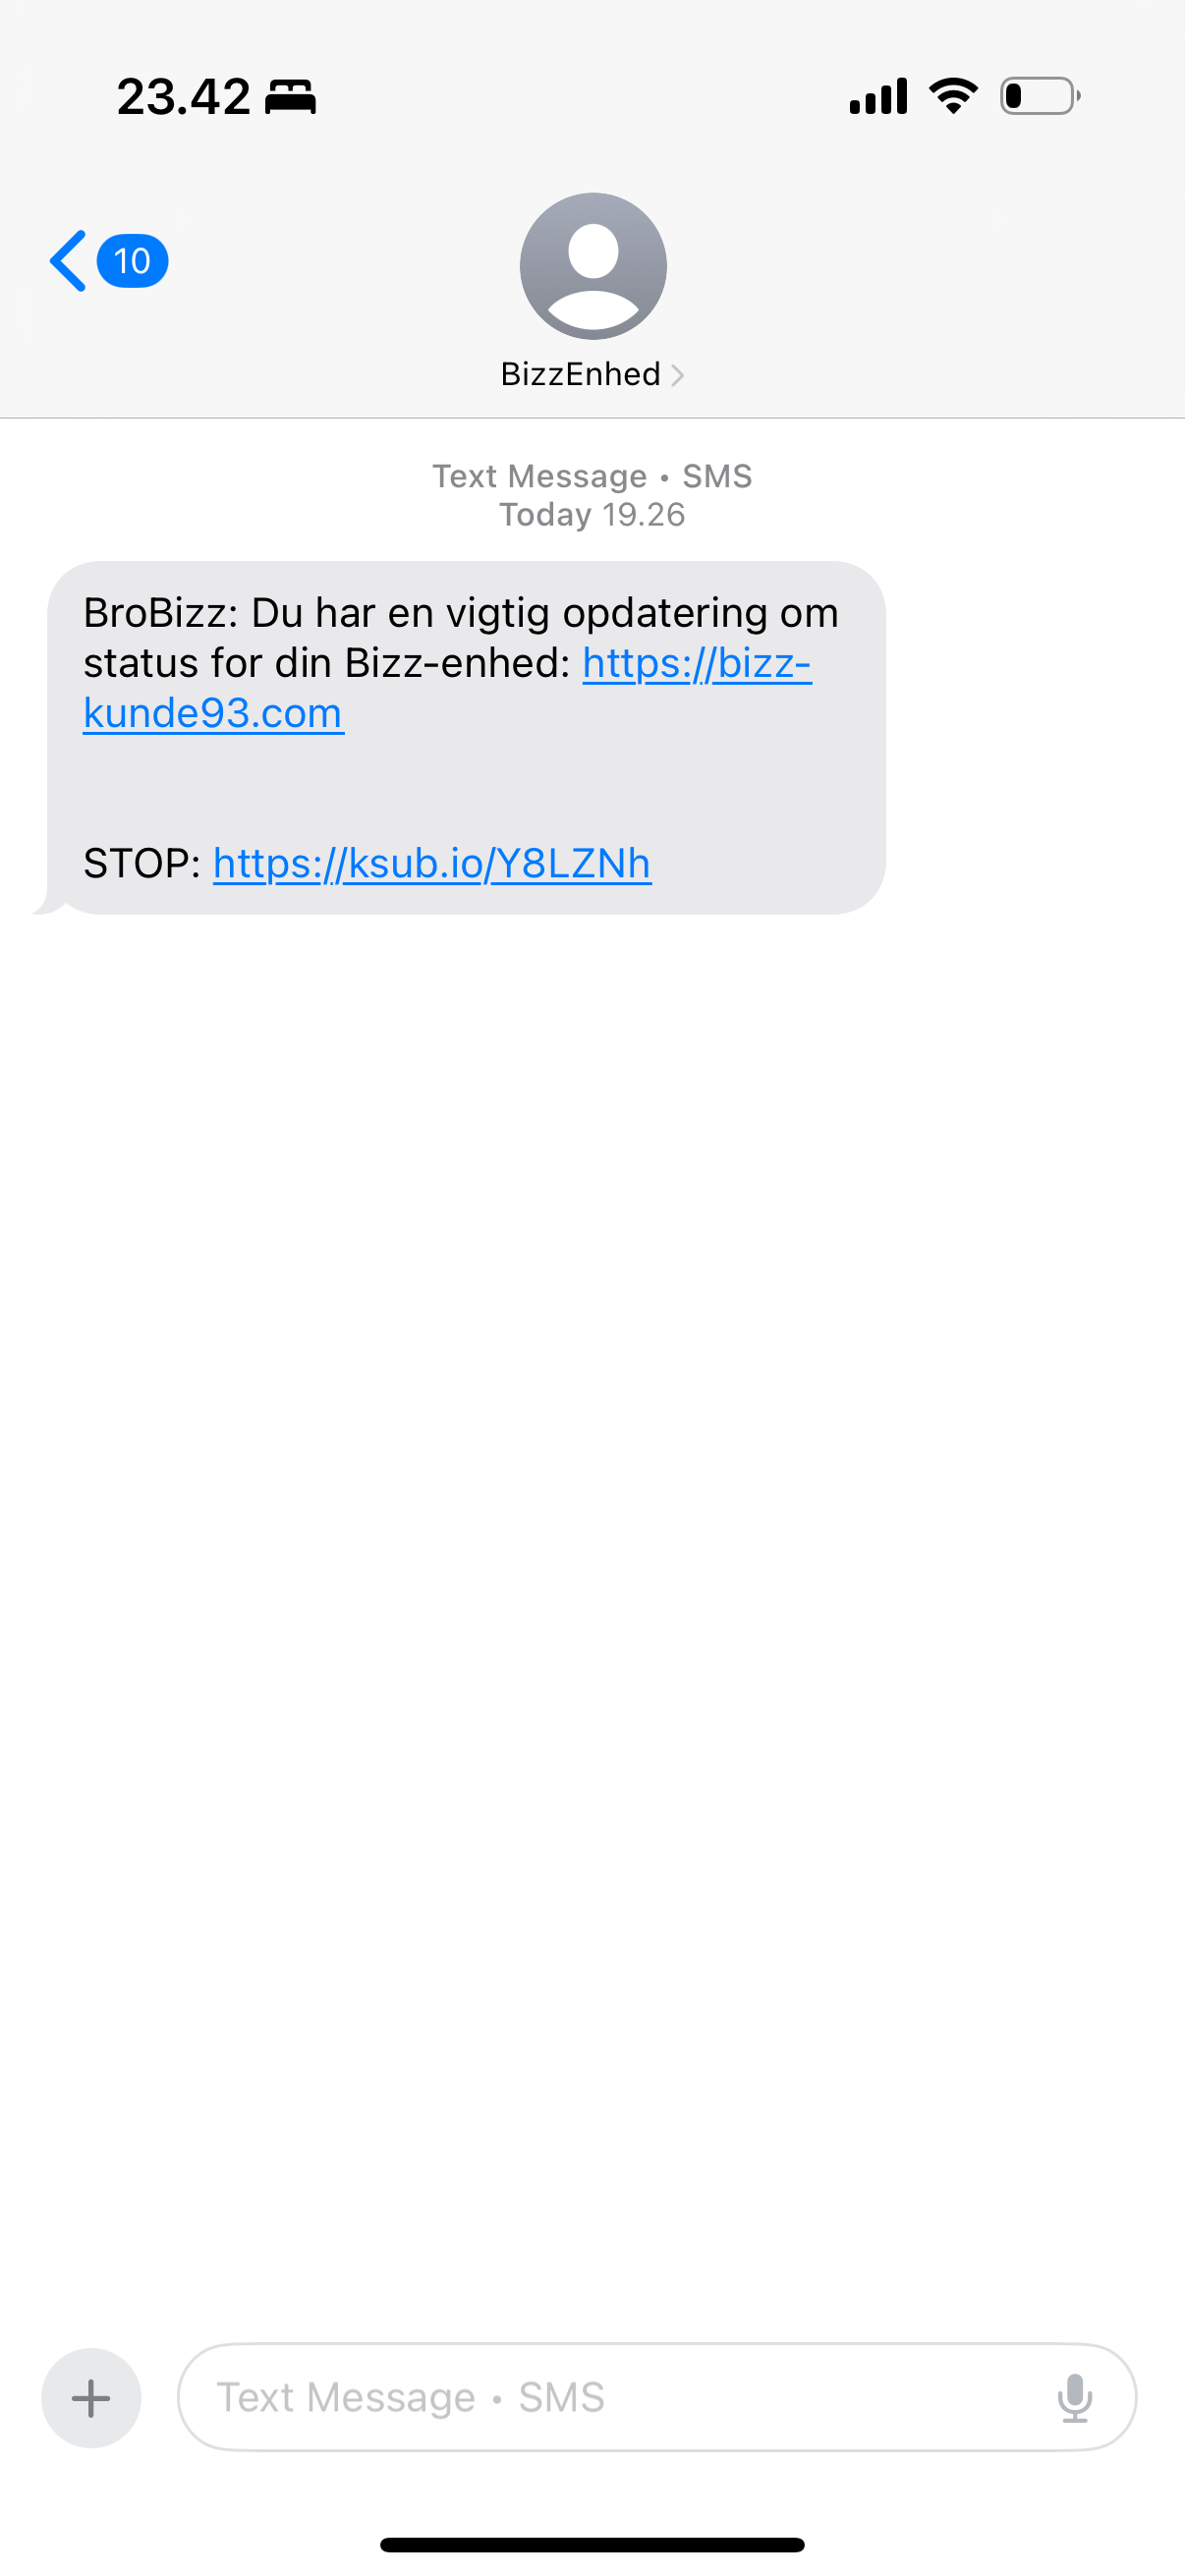 23.42
10
BizzEnhed
Text Message • SMS
Today 19.26
BroBizz: Du har en vigtig opdatering om
status for din Bizz-enhed: https://bizz-
kunde93.com
STOP: https://ksub.io/Y8LZNh
Text Message • SMS